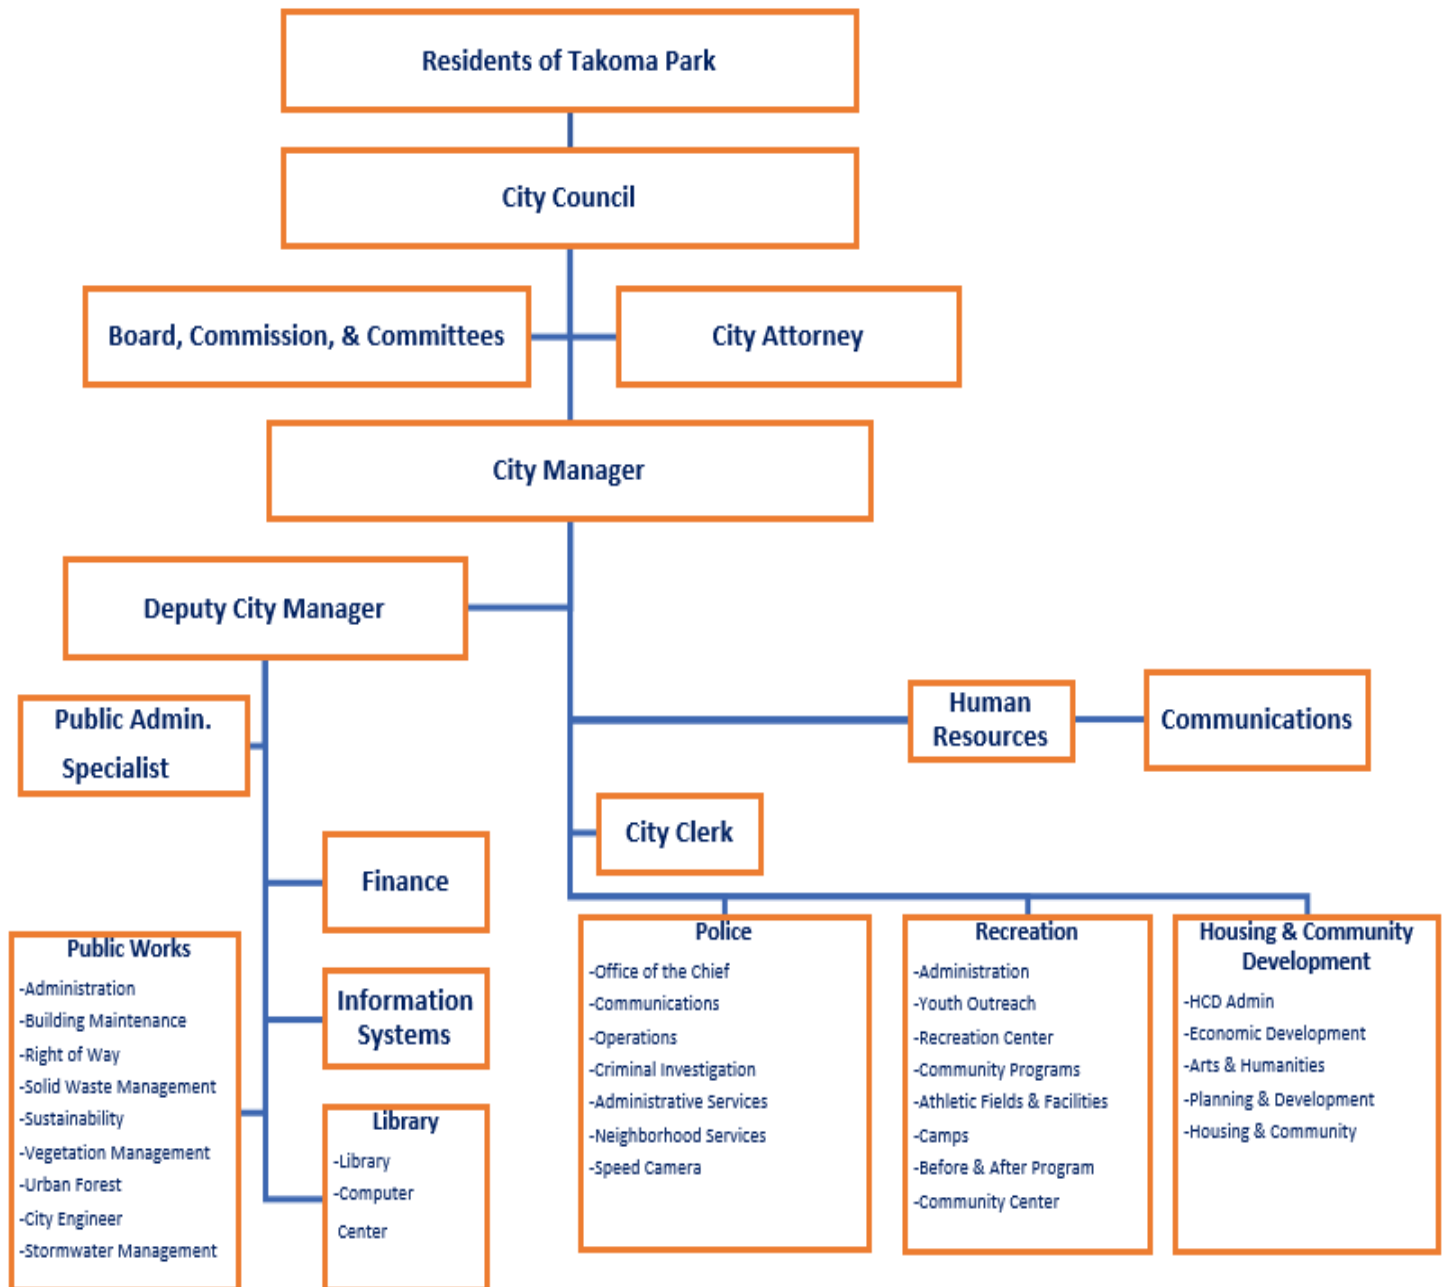 Residents of Takoma Park
City Council
Board, Commission, & Committees
City Attorney
City Manager
Deputy City Manager
Public Admin.
Specialist
Human
Resources
Communications
City Clerk
Finance
Information
Systems
Public Works
-Administration
-Building Maintenance
-Right of Way
-Solid Waste Management
-Sustainability
-Vegetation Management
-Urban Forest
-City Engineer
-Stormwater Management
Library
-Library
-Computer
Center
Police
-Office of the Chief
-Communications
-Operations
-Criminal Investigation
-Administrative Services
-Neighborhood Services
-Speed Camera
Recreation
-Administration
-Youth Outreach
-Recreation Center
-Community Programs
-Athletic Fields & Facilities
-Camps
-Before & After Program
-Community Center
Housing & Community
Development
-HCD Admin
-Economic Development
-Arts & Humanities
-Planning & Development
-Housing & Community